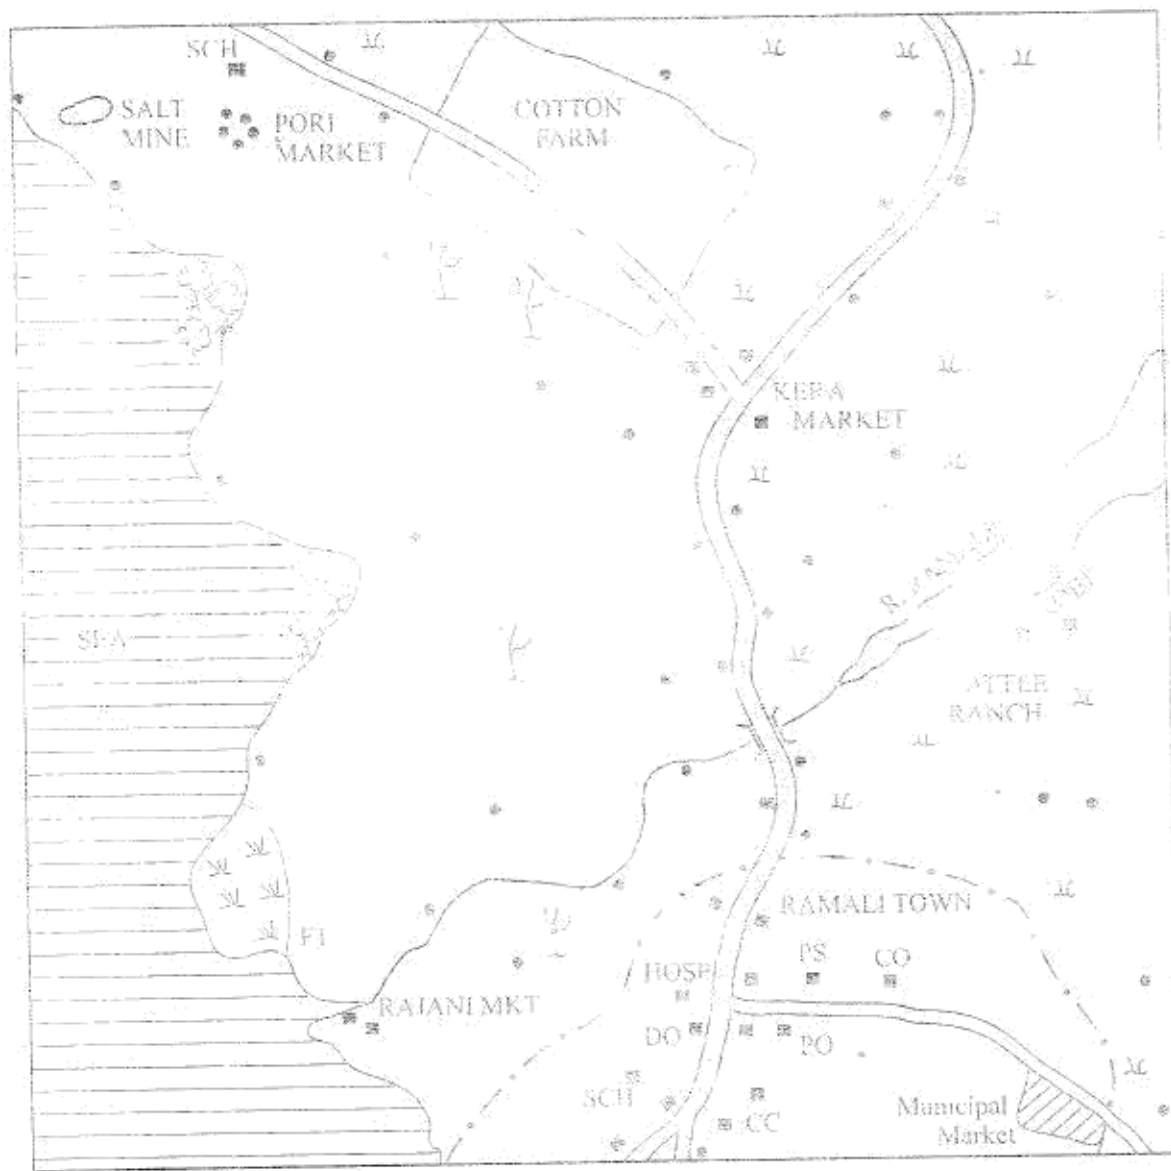 SCH
SALT
MINE
PORI
MARKET
COTTON
FARM
MARKET
SEA
RANCH
RAMALI TOWN
PS
CO
HOSP
RAJANI MKT
DO
PO
SCH
CC
Municipal
Market